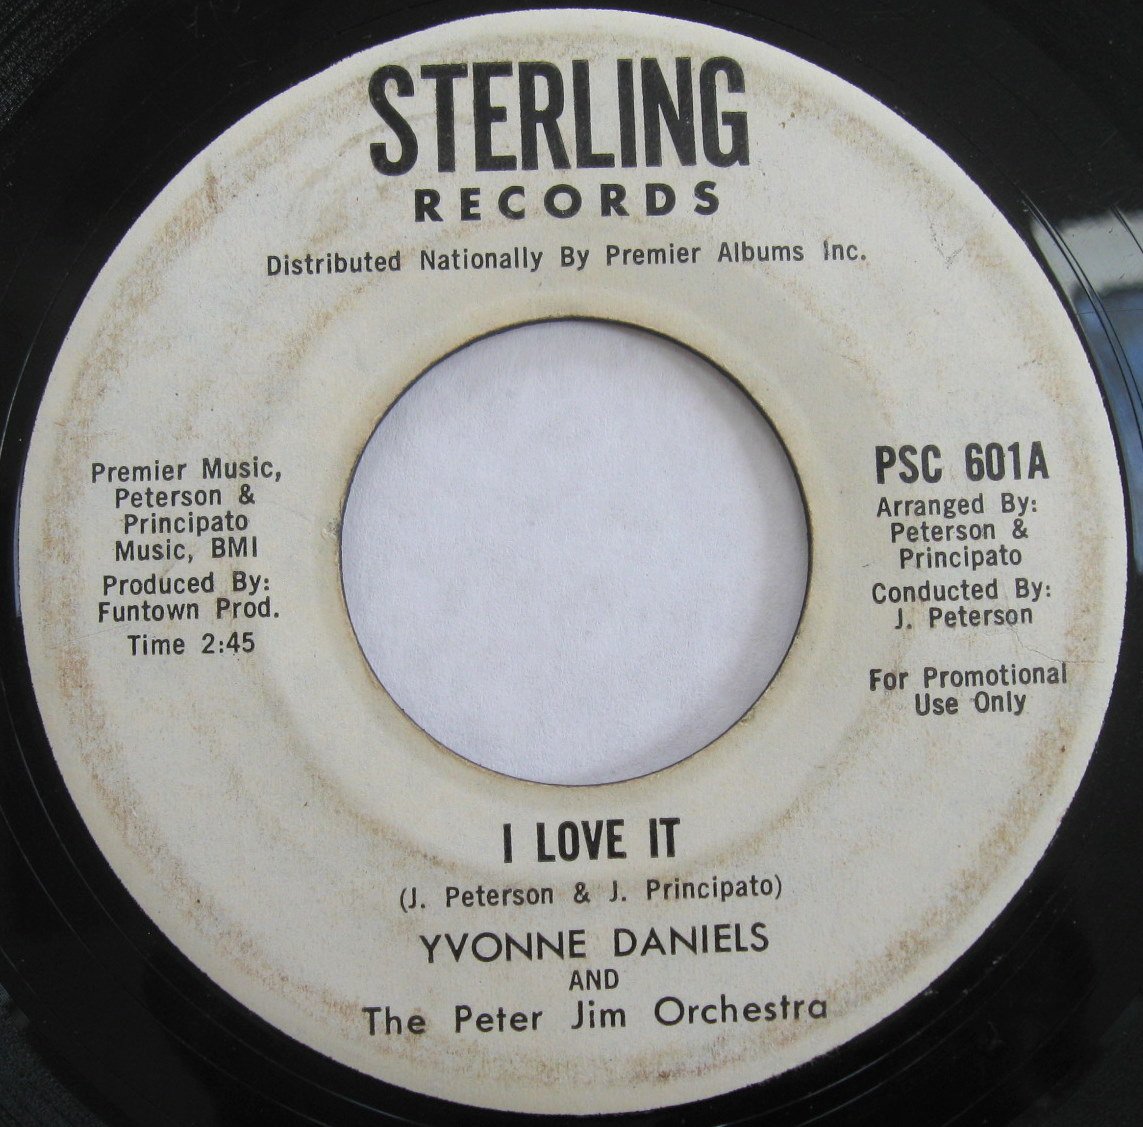 STERLING
RECORDS
Distributed Nationally By Premier Albums Inc.
Premier Music,
Peterson &
Principato
Music, BMI
Produced By:
Funtown Prod.
Time 2:45
PSC 601A
Arranged By:
Peterson &
Principato
Conducted By:
J. Peterson
For Promotional
Use Only
I LOVE IT
(J. Peterson & J. Principato)
YVONNE DANIELS
AND
The Peter Jim Orchestra